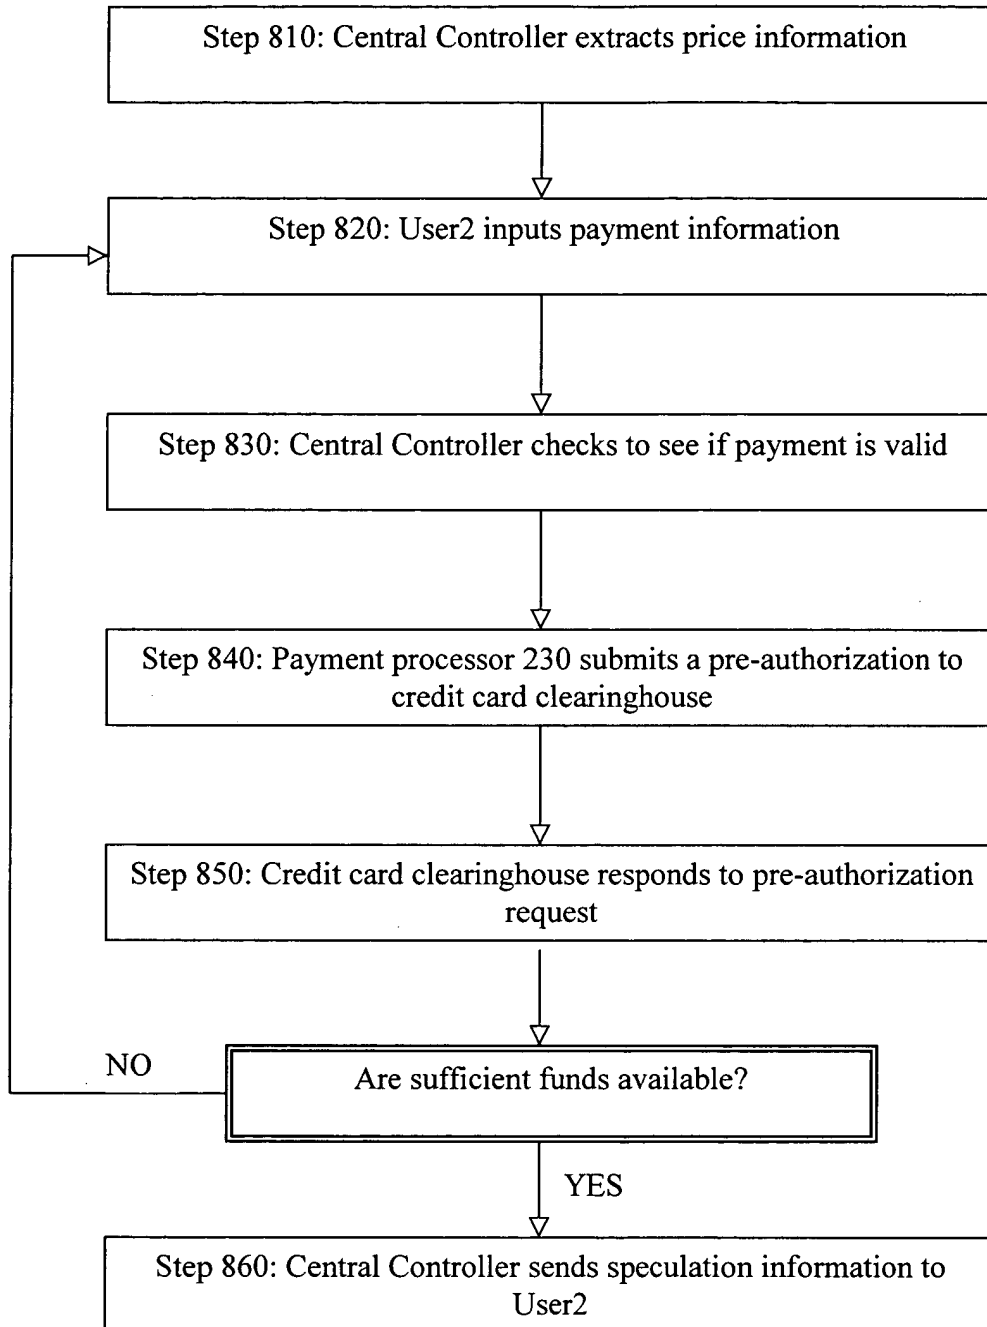 Step 810: Central Controller extracts price information
Step 820: User2 inputs payment information
Step 830: Central Controller checks to see if payment is valid
Step 840: Payment processor 230 submits a pre-authorization to
credit card clearinghouse
Step 850: Credit card clearinghouse responds to pre-authorization
request
NO
Are sufficient funds available?
YES
Step 860: Central Controller sends speculation information to
User2